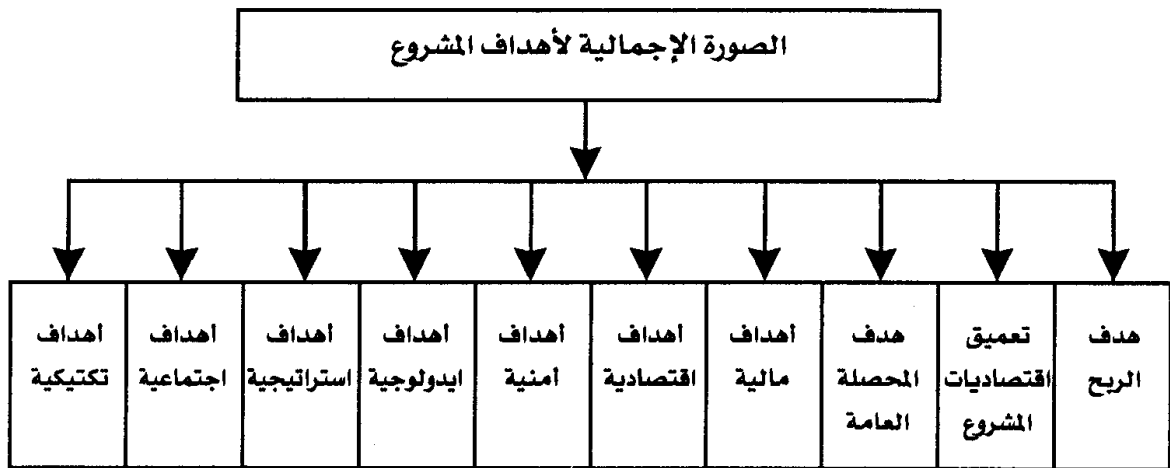 الصورة الإجمالية لأهداف المشروع
هدف
الربح
تعميق
اقتصاديات
المشروع
هدف
المحصلة
العامة
أهداف
مالية
أهداف
اقتصادية
أهداف
أمنية
أهداف
ايدولوجية
أهداف
استراتيجية
أهداف
اجتماعية
أهداف
تكتيكية